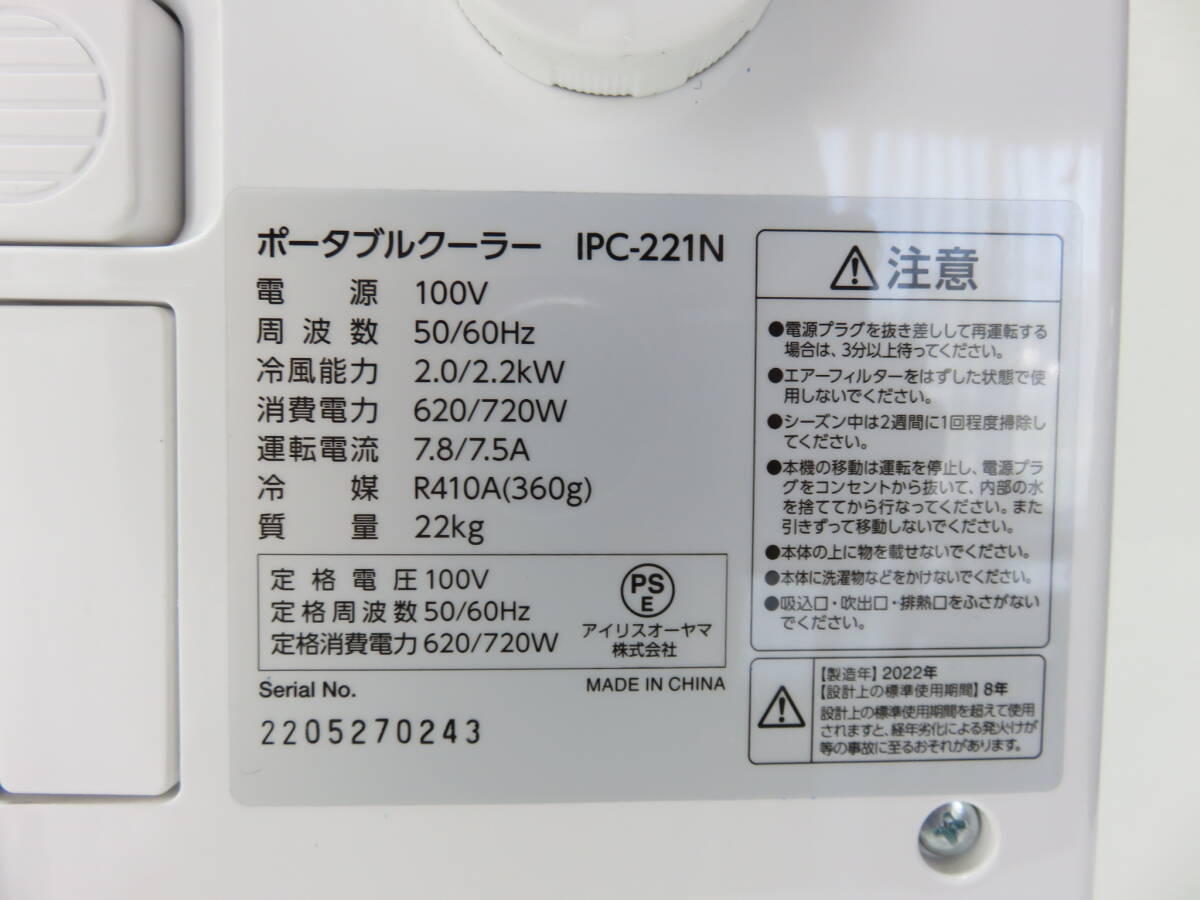 ポータブルクーラー IPC-221N
電源 100V
周波数 50/60Hz
冷風能力 2.0/2.2kW
消費電力 620/720W
運転電流 7.8/7.5A
冷媒 R410A(360g)
質量 22kg
定格電圧 100V
定格周波数 50/60Hz
定格消費電力 620/720W
PS
E
アイリスオーヤマ
株式会社
Serial No.
MADE IN CHINA
2205270243
注意
●電源プラグを抜き差しして再運転する
場合は、3分以上待ってください。
●エアーフィルターをはずした状態で使
用しないでください。
●シーズン中は2週間に1回程度掃除し
てください。
●本機の移動は運転を停止し、電源プラ
グをコンセントから抜いて、内部の水
を捨ててから行なってください。また
引きずって移動しないでください。
●本体の上に物を載せないでください。
●本体に洗濯物などをかけないでください。
●吸込口・吹出口・排熱口をふさがない
でください。
【製造年】2022年
【設計上の標準使用期間】8年
設計上の標準使用期間を超えて使用
されますと、経年劣化による発火けが
等の事故に至るおそれがあります。